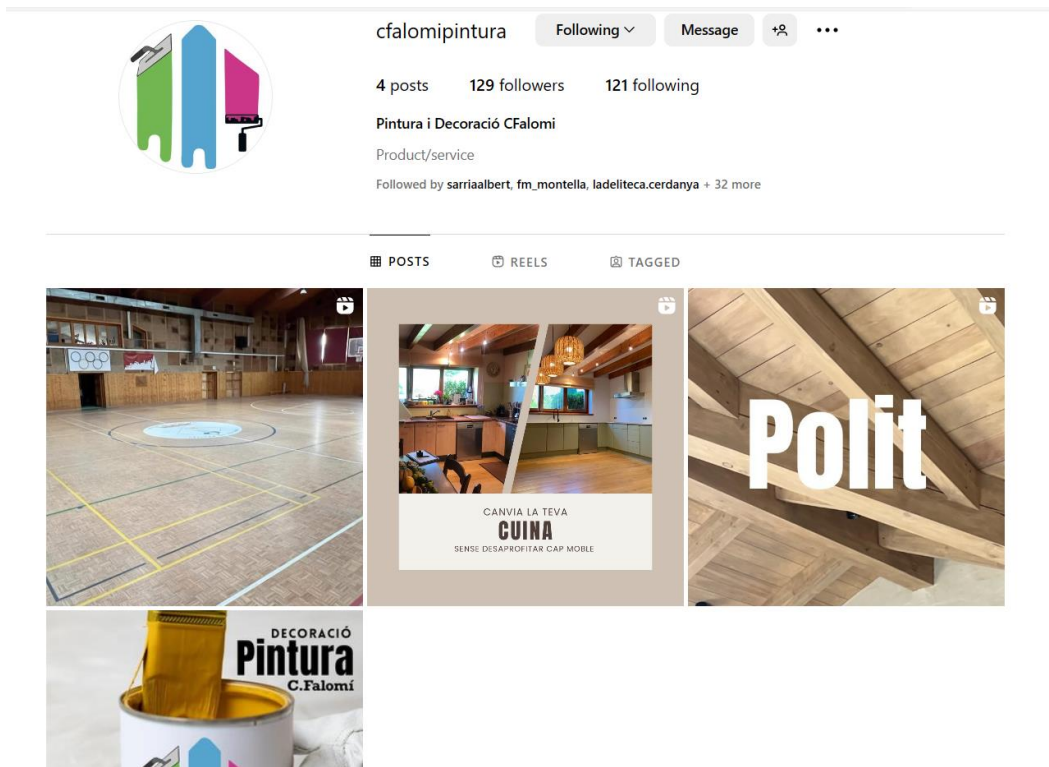 cfalomipintura Following Message
4 posts 129 followers 121 following
Pintura i Decoració CFalomi
Product/service
Followed by sarriaalbert, fm_montella, ladeliteca.cerdanya + 32 more
POSTS REELS TAGGED
CANVIA LA TEVA
CUINA
SENSE DESAPROFITAR CAP MOBLE
Polit
DECORACIÓ
Pintura
C.Falomí